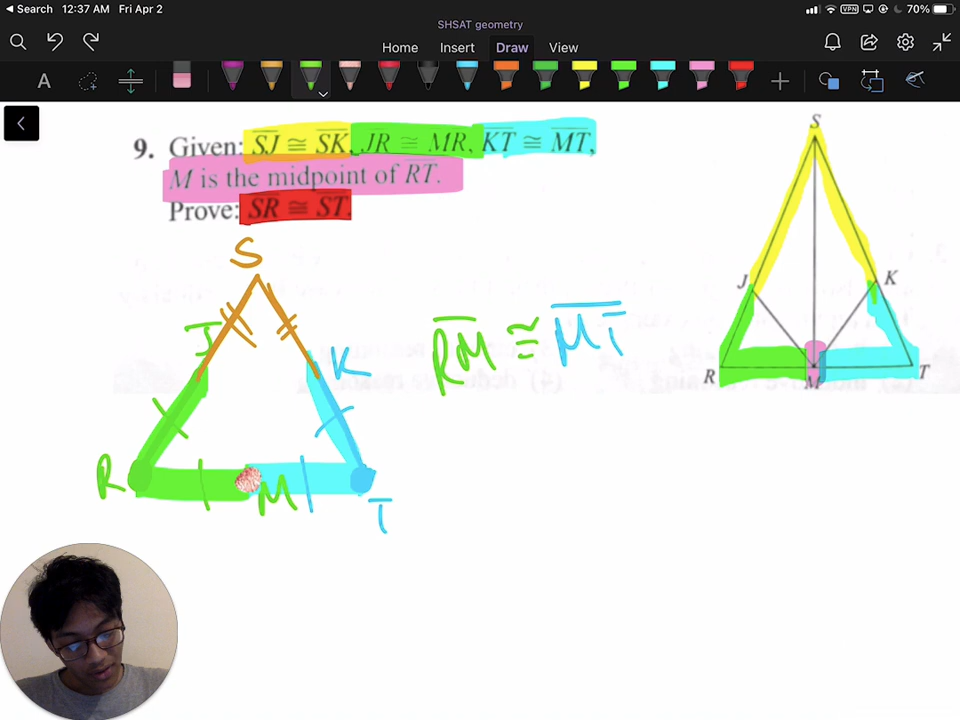 Search 12:37 AM Fri Apr 2
VPN 70%
SHSAT geometry
Home Insert Draw View
A
9. Given: SJ ≅ SK, JR ≅ MR, KT ≅ MT,
M is the midpoint of RT.
Prove: SR ≅ ST.
S
J
K
R
M
T
S
J
K
R
M
T
RM ≅ MT